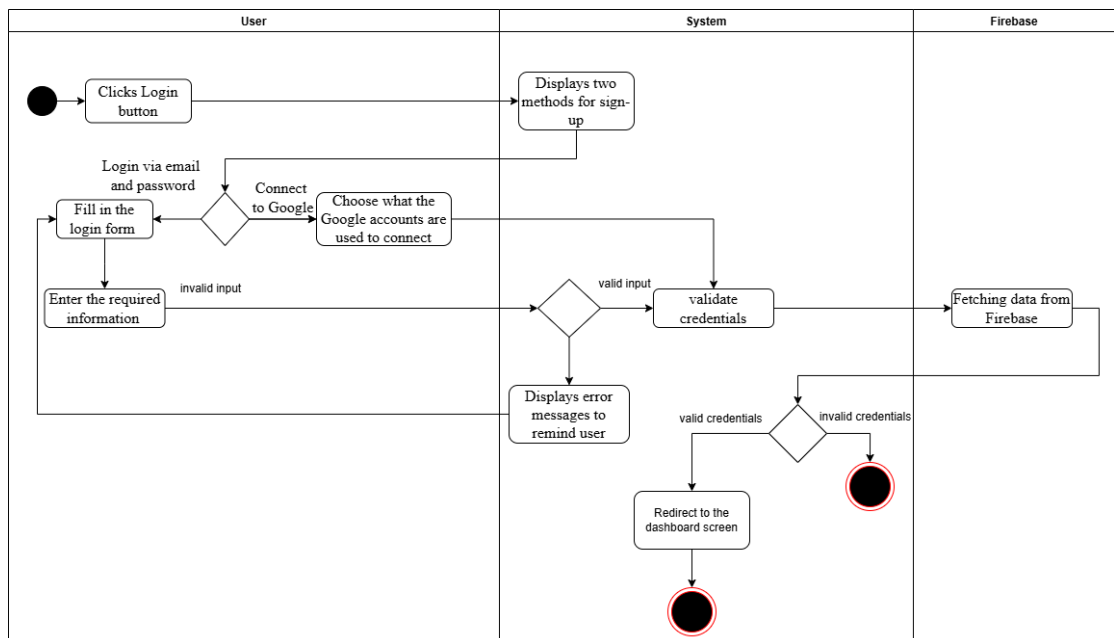 User
System
Firebase
Clicks Login
button
Displays two
methods for sign-
up
Login via email
and password
Connect
to Google
Fill in the
login form
Choose what the
Google accounts are
used to connect
invalid input
valid input
Enter the required
information
validate
credentials
Fetching data from
Firebase
Displays error
messages to
remind user
valid credentials
invalid credentials
Redirect to the
dashboard screen